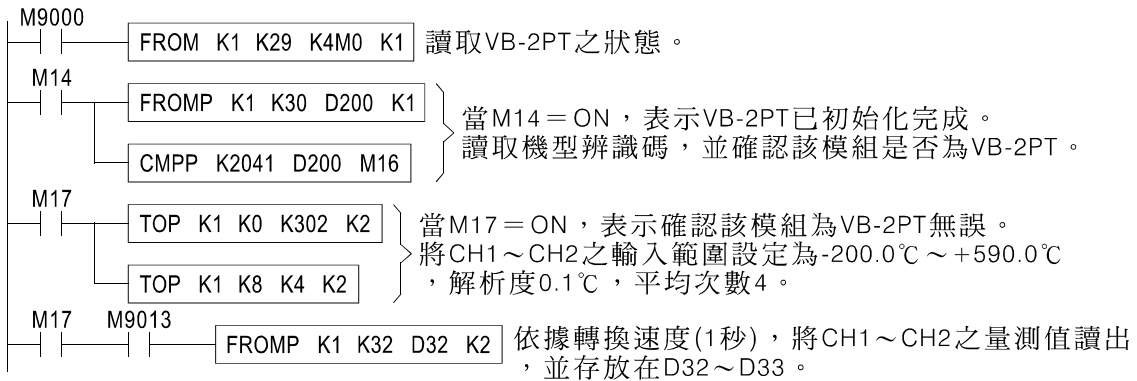 M9000
FROM K1 K29 K4M0 K1 讀取VB-2PT之狀態。
M14
FROMP K1 K30 D200 K1
當M14＝ON，表示VB-2PT已初始化完成。
讀取機型辨識碼，並確認該模組是否為VB-2PT。
CMPP K2041 D200 M16
M17
TOP K1 K0 K302 K2
當M17＝ON，表示確認該模組為VB-2PT無誤。
將CH1～CH2之輸入範圍設定為-200.0℃～+590.0℃
，解析度0.1℃，平均次數4。
TOP K1 K8 K4 K2
M17 M9013
FROMP K1 K32 D32 K2
依據轉換速度(1秒)，將CH1～CH2之量測值讀出
，並存放在D32～D33。